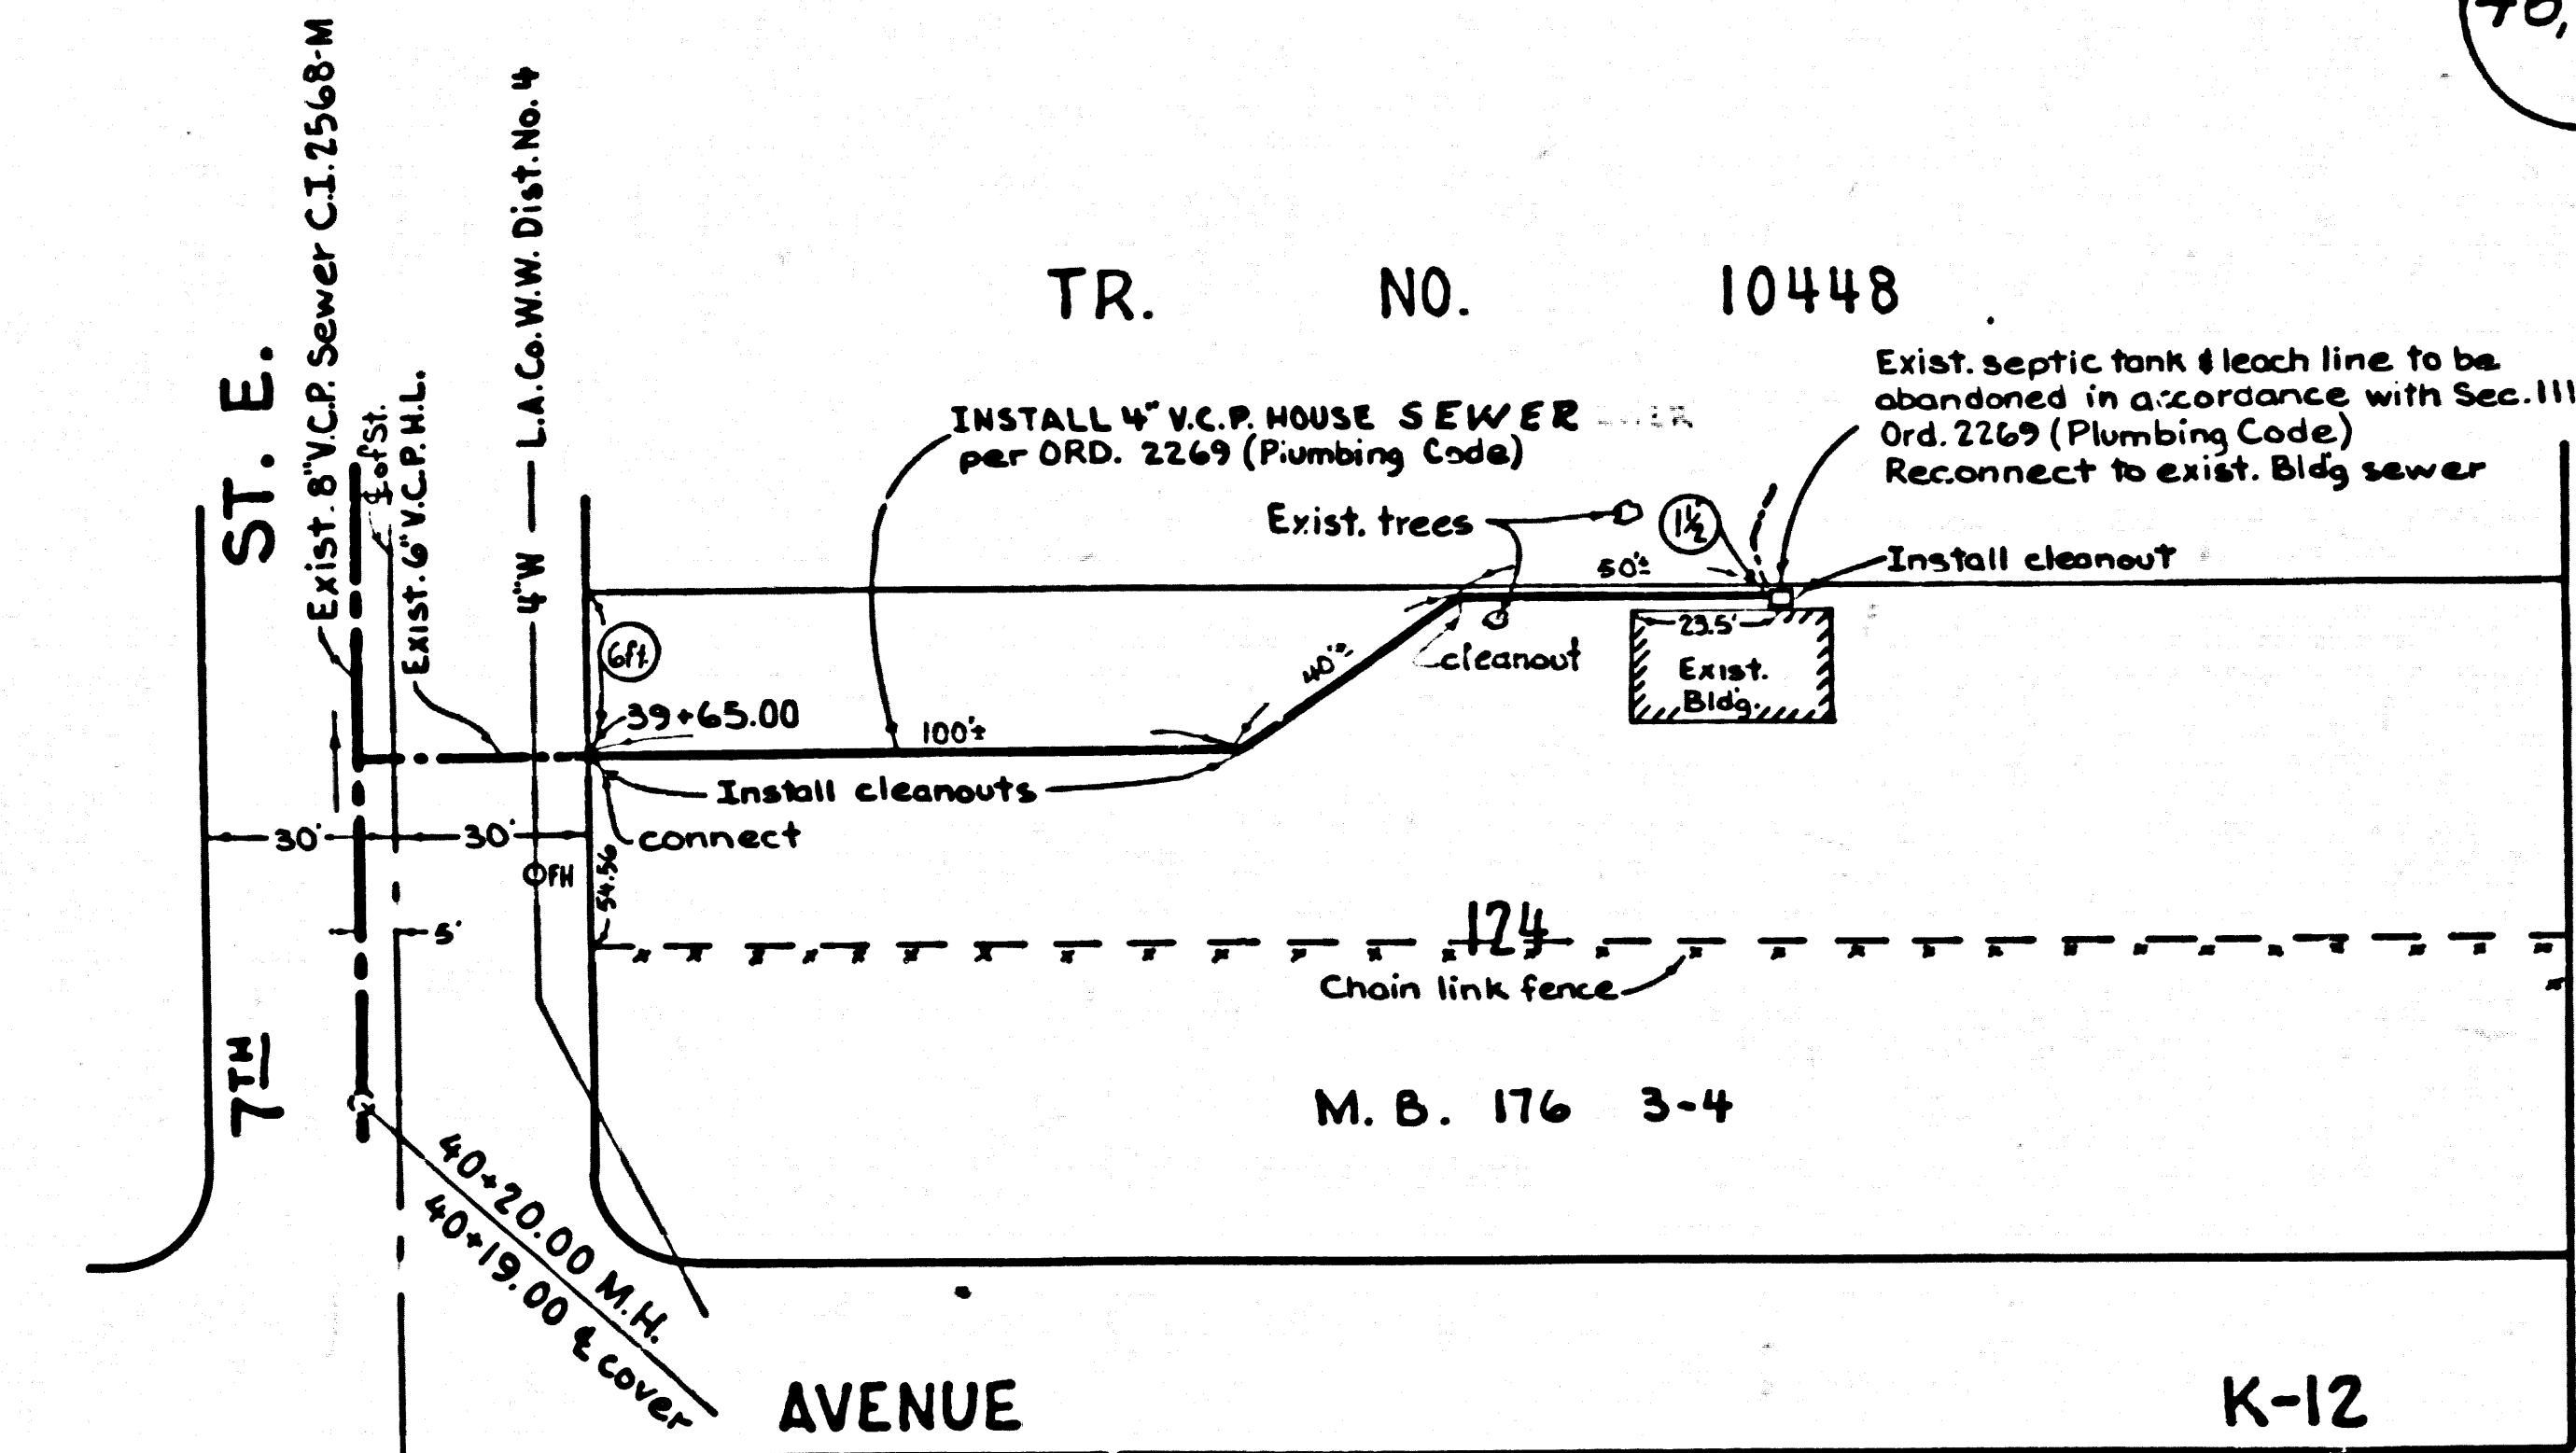 TR. NO. 10448
ST. E.
7TH
Exist. 8" V.C.P. Sewer C.I. 2568-M
℄ of St.
Exist. 6" V.C.P. H.L.
4" W — L.A.Co.W.W. Dist. No. 4
INSTALL 4" V.C.P. HOUSE SEWER
per ORD. 2269 (Plumbing Code)
Exist. septic tank & leach line to be
abandoned in accordance with Sec. 111
Ord. 2269 (Plumbing Code)
Reconnect to exist. Bldg sewer
Exist. trees
1½
50'±
Install cleanout
6ft.
39+65.00
100'±
40'±
cleanout
23.5'
Exist.
Bldg.
Install cleanouts
connect
30'
30'
FH
54.56
5'
124
Chain link fence
M. B. 176 3-4
40+20.00 M.H.
40+19.00 ℄ cover
AVENUE K-12